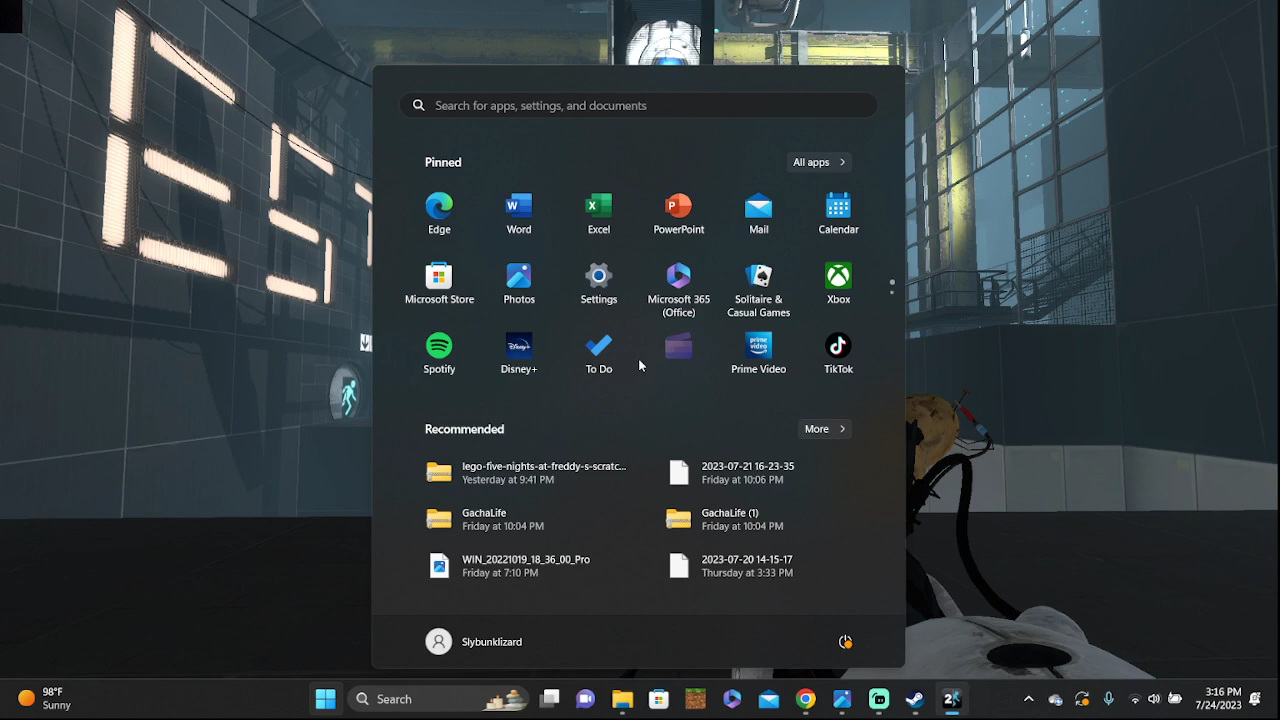 Search for apps, settings, and documents
Pinned
All apps
Edge
Word
Excel
PowerPoint
Mail
Calendar
Microsoft Store
Photos
Settings
Microsoft 365
(Office)
Solitaire &
Casual Games
Xbox
Spotify
Disney+
To Do
prime
video
Prime Video
TikTok
Recommended
More
lego-five-nights-at-freddy-s-scratc...
Yesterday at 9:41 PM
2023-07-21 16-23-35
Friday at 10:06 PM
GachaLife
Friday at 10:04 PM
GachaLife (1)
Friday at 10:04 PM
WIN_20221019_18_36_00_Pro
Friday at 7:10 PM
2023-07-20 14-15-17
Thursday at 3:33 PM
Slybunklizard
98°F
Sunny
Search
3:16 PM
7/24/2023